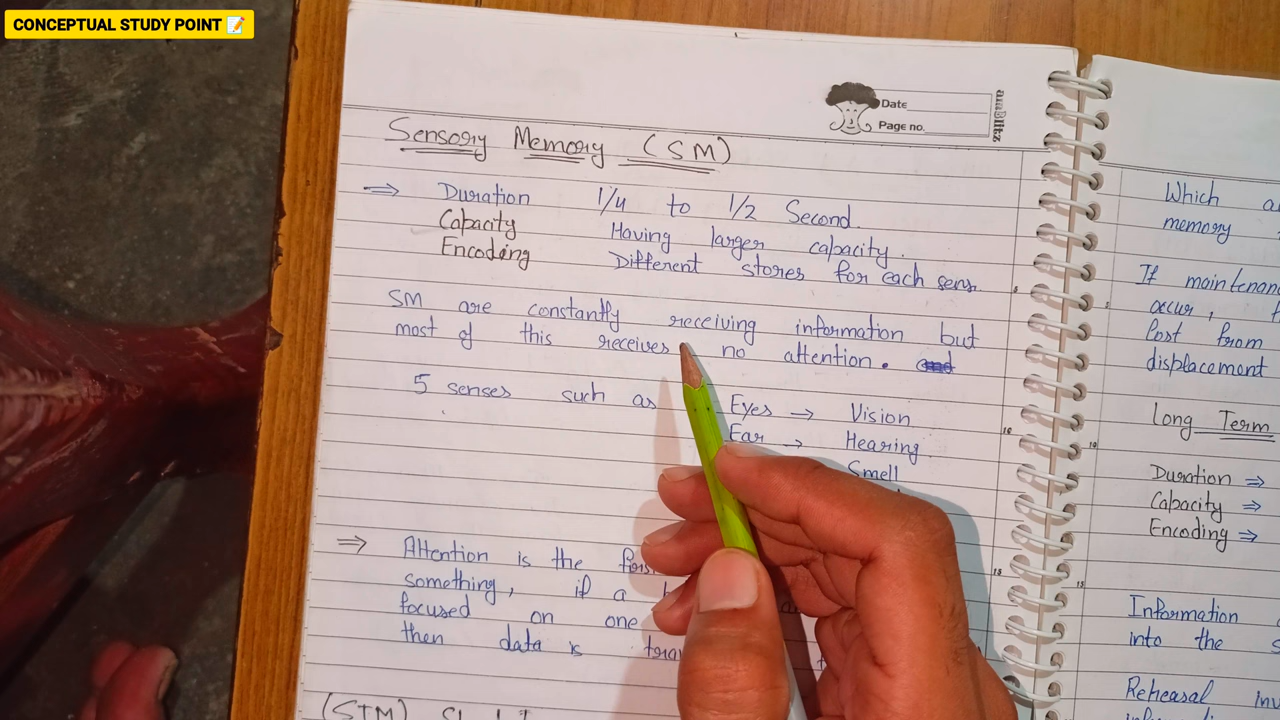 CONCEPTUAL STUDY POINT 📝
Date
Page no.
anBlitz
Sensory Memory (SM)
⇒ Duration 1/4 to 1/2 Second.
Capacity Having larger capacity.
Encoding Different stores for each sens
SM are constantly receiving information but
most of this receives no attention.
5 senses such as Eyes → Vision
Ear → Hearing
Smell
⇒ Attention is the
something, if a
focused on one
then data is
(STM)
Which
memory
If
occur,
lost from
displacement
Long Term
Duration ⇒
Capacity ⇒
Encoding ⇒
Information
into the
Rehearsal